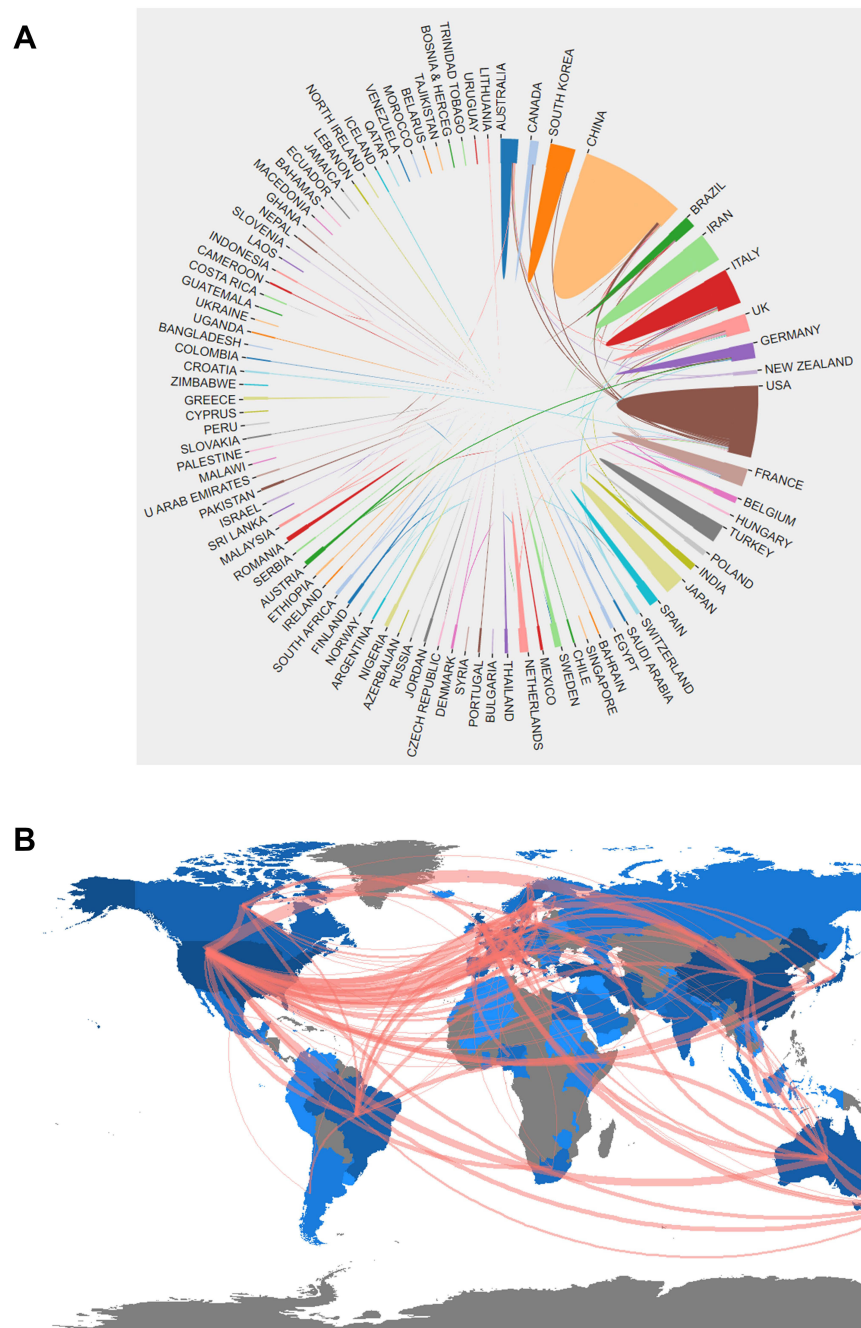 A
AUSTRALIA
CANADA
SOUTH KOREA
CHINA
BRAZIL
IRAN
ITALY
UK
GERMANY
NEW ZEALAND
USA
FRANCE
BELGIUM
HUNGARY
TURKEY
POLAND
INDIA
JAPAN
SPAIN
SWITZERLAND
SAUDI ARABIA
EGYPT
BAHRAIN
SINGAPORE
CHILE
SWEDEN
MEXICO
NETHERLANDS
THAILAND
BULGARIA
PORTUGAL
SYRIA
DENMARK
CZECH REPUBLIC
JORDAN
RUSSIA
AZERBAIJAN
NIGERIA
ARGENTINA
NORWAY
FINLAND
SOUTH AFRICA
IRELAND
ETHIOPIA
AUSTRIA
SERBIA
ROMANIA
MALAYSIA
SRI LANKA
ISRAEL
PAKISTAN
U ARAB EMIRATES
MALAWI
PALESTINE
SLOVAKIA
PERU
CYPRUS
GREECE
ZIMBABWE
CROATIA
COLOMBIA
BANGLADESH
UGANDA
UKRAINE
GUATEMALA
COSTA RICA
CAMEROON
INDONESIA
LAOS
SLOVENIA
NEPAL
GHANA
MACEDONIA
BAHAMAS
ECUADOR
JAMAICA
LEBANON
NORTH IRELAND
ICELAND
QATAR
VENEZUELA
MOROCCO
BELARUS
TAJIKISTAN
BOSNIA & HERCEG
TRINIDAD TOBAGO
URUGUAY
LITHUANIA
B